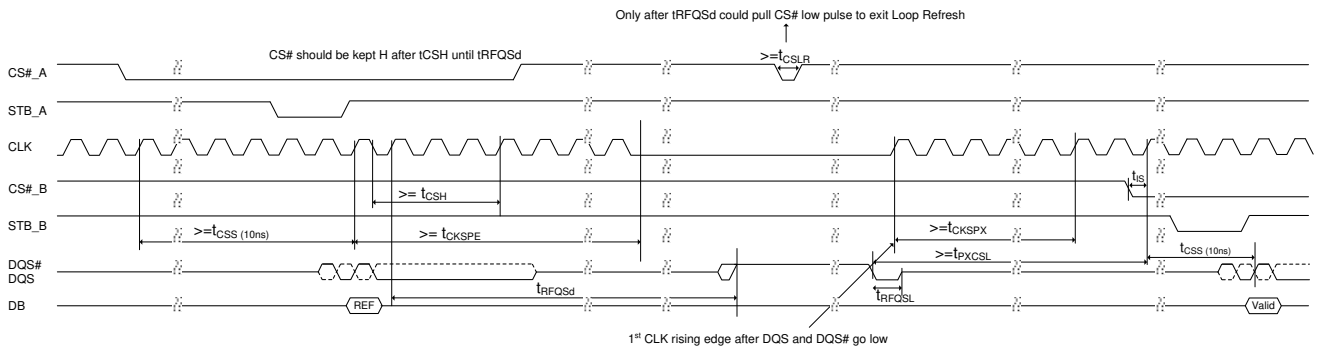 Only after tRFQSd could pull CS# low pulse to exit Loop Refresh
CS# should be kept H after tCSH until tRFQSd
>=tCSLR
CS#_A
STB_A
CLK
tIS
CS#_B
>= tCSH
STB_B
>=tCSS (10ns)
>= tCKSPE
>=tCKSPX
>=tPXCSL
tCSS (10ns)
DQS#
DQS
tRFQSd
tRFQSL
DB
REF
Valid
1st CLK rising edge after DQS and DQS# go low